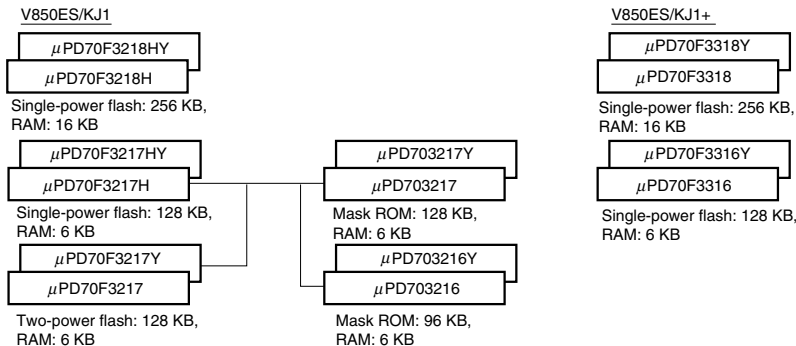 V850ES/KJ1
μPD70F3218HY
μPD70F3218H
Single-power flash: 256 KB,
RAM: 16 KB
μPD70F3217HY
μPD70F3217H
Single-power flash: 128 KB,
RAM: 6 KB
μPD70F3217Y
μPD70F3217
Two-power flash: 128 KB,
RAM: 6 KB
μPD703217Y
μPD703217
Mask ROM: 128 KB,
RAM: 6 KB
μPD703216Y
μPD703216
Mask ROM: 96 KB,
RAM: 6 KB
V850ES/KJ1+
μPD70F3318Y
μPD70F3318
Single-power flash: 256 KB,
RAM: 16 KB
μPD70F3316Y
μPD70F3316
Single-power flash: 128 KB,
RAM: 6 KB